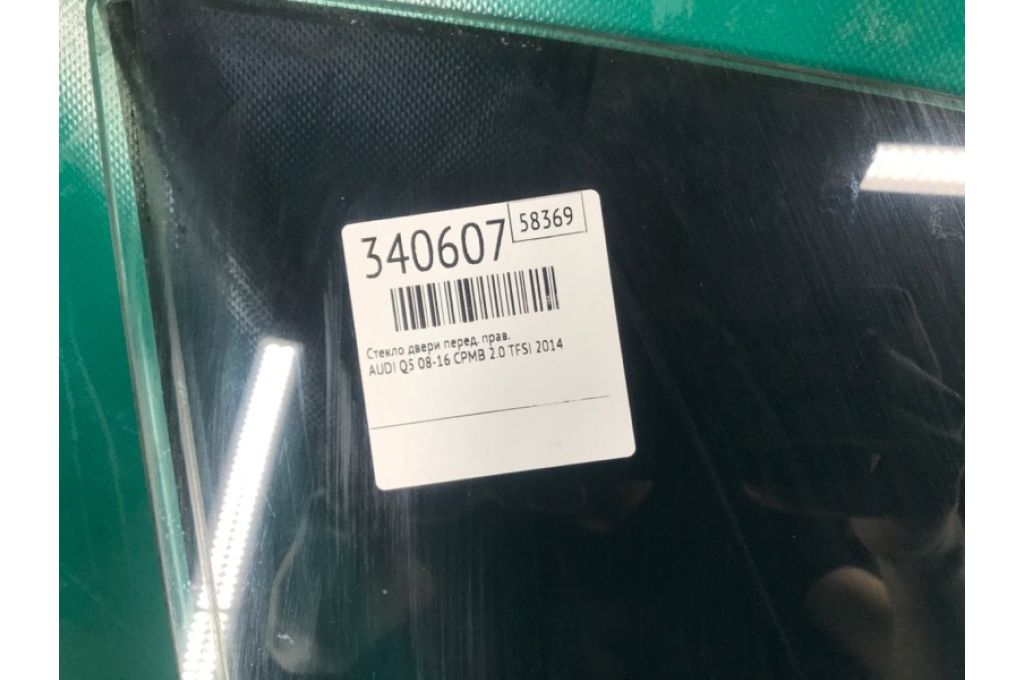 340607
58369
Стекло двери перед. прав.
AUDI Q5 08-16 CPMB 2.0 TFSI 2014